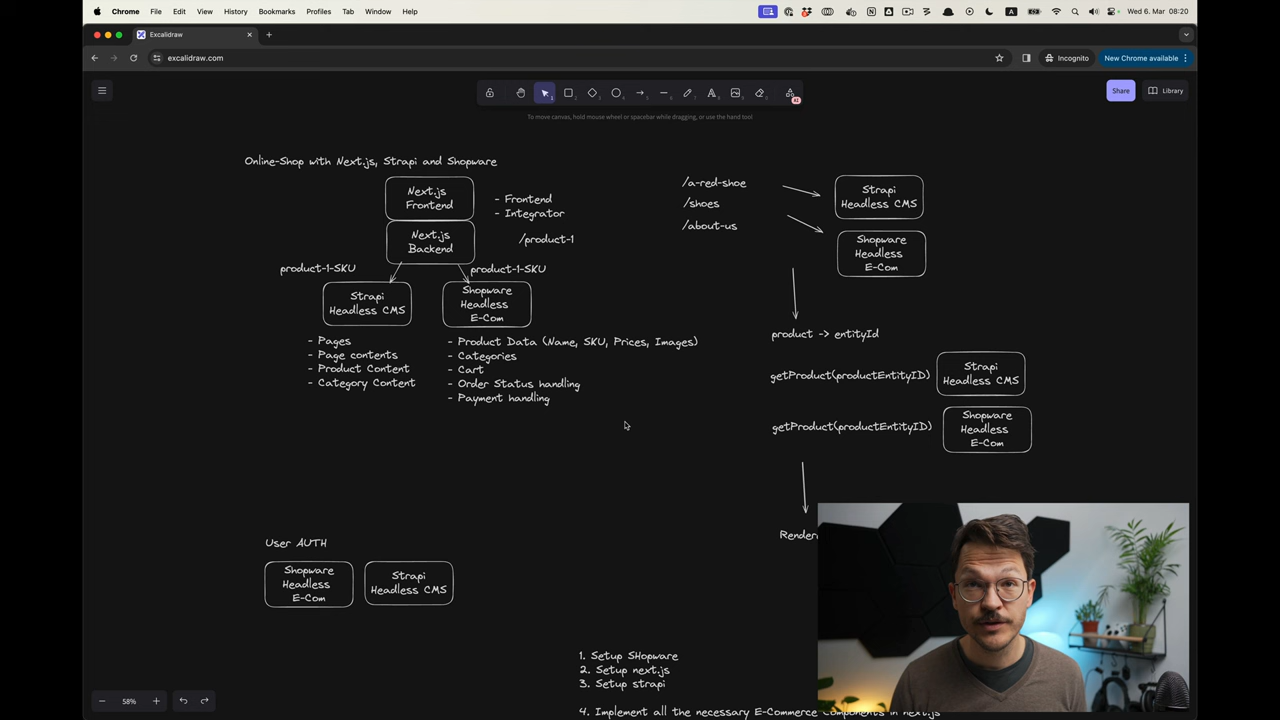 Chrome File Edit View History Bookmarks Profiles Tab Window Help
A
Wed 6. Mar 08:20
Excalidraw
excalidraw.com
Incognito
New Chrome available
To move canvas, hold mouse wheel or spacebar while dragging, or use the hand tool
Share
Library
Online-Shop with Next.js, Strapi and Shopware
Next.js
Frontend
- Frontend
- Integrator
Next.js
Backend
/product-1
product-1-SKU
product-1-SKU
Strapi
Headless CMS
Shopware
Headless
E-Com
- Pages
- Page contents
- Product Content
- Category Content
- Product Data (Name, SKU, Prices, Images)
- Categories
- Cart
- Order Status handling
- Payment handling
/a-red-shoe
/shoes
/about-us
Strapi
Headless CMS
Shopware
Headless
E-Com
product -> entityId
getProduct(productEntityID)
Strapi
Headless CMS
getProduct(productEntityID)
Shopware
Headless
E-Com
User AUTH
Shopware
Headless
E-Com
Strapi
Headless CMS
1. Setup SHopware
2. Setup next.js
3. Setup strapi
4. Implement all the necessary E-Commerce Components in next.js
58%